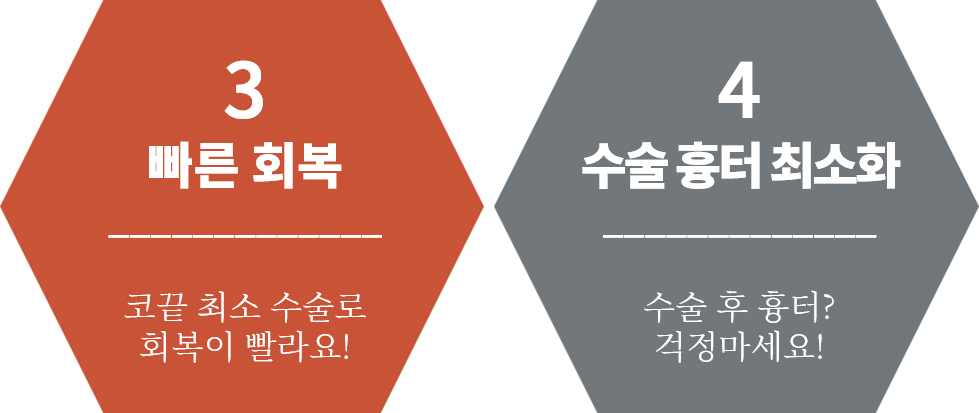 3
빠른 회복
코끝 최소 수술로
회복이 빨라요!
4
수술 흉터 최소화
수술 후 흉터?
걱정마세요!